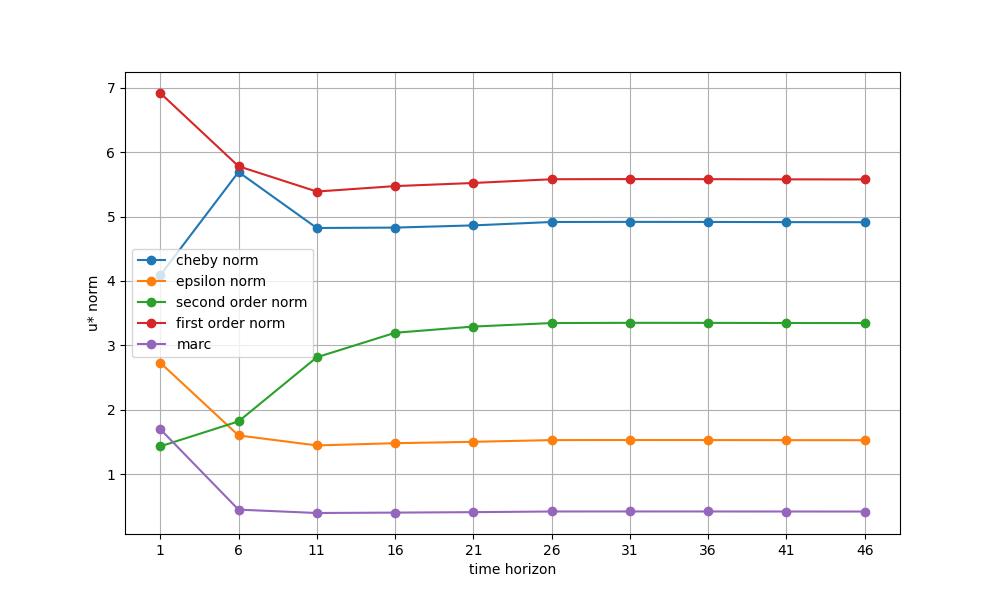 7
6
5
4
3
2
1
u* norm
cheby norm
epsilon norm
second order norm
first order norm
marc
1 6 11 16 21 26 31 36 41 46
time horizon